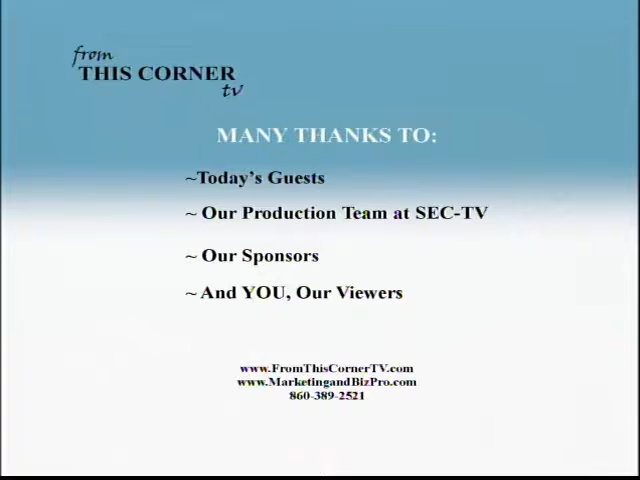 from
THIS CORNER
tv
MANY THANKS TO:
~Today's Guests
~ Our Production Team at SEC-TV
~ Our Sponsors
~ And YOU, Our Viewers
www.FromThisCornerTV.com
www.MarketingandBizPro.com
860-389-2521